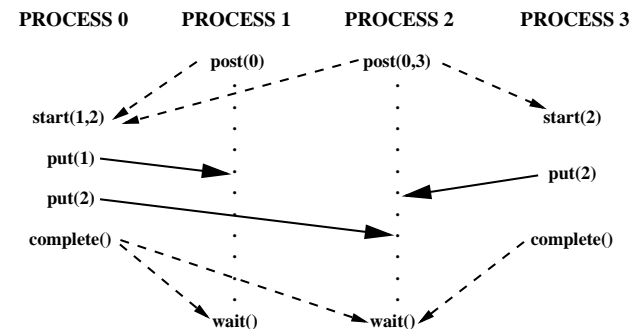 PROCESS 0 PROCESS 1 PROCESS 2 PROCESS 3
post(0) post(0,3)
start(1,2) start(2)
put(1) put(2)
put(2)
complete() complete()
wait() wait()